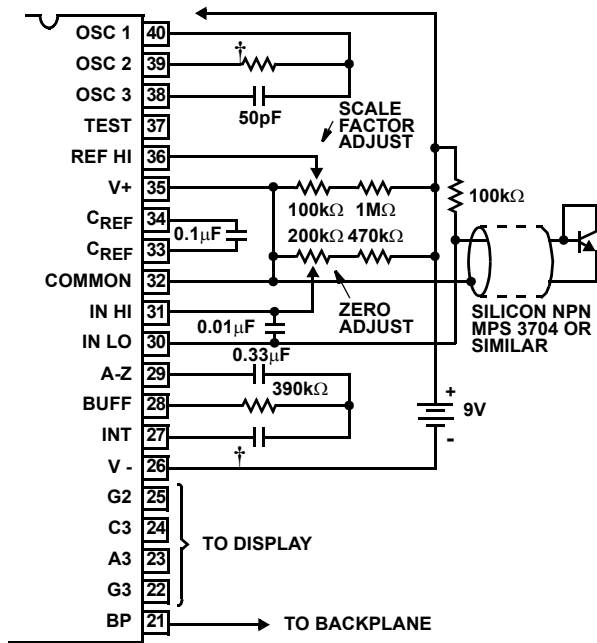 OSC 1 40
OSC 2 39
†
OSC 3 38
50pF
TEST 37
SCALE
FACTOR
ADJUST
REF HI 36
V+ 35
100kΩ 1MΩ
100kΩ
CREF 34
0.1µF
CREF 33
200kΩ 470kΩ
COMMON 32
IN HI 31
ZERO
ADJUST
0.01µF
SILICON NPN
MPS 3704 OR
SIMILAR
IN LO 30
0.33µF
A-Z 29
390kΩ
BUFF 28
+
9V
-
INT 27
†
V - 26
G2 25
C3 24
TO DISPLAY
A3 23
G3 22
BP 21
TO BACKPLANE